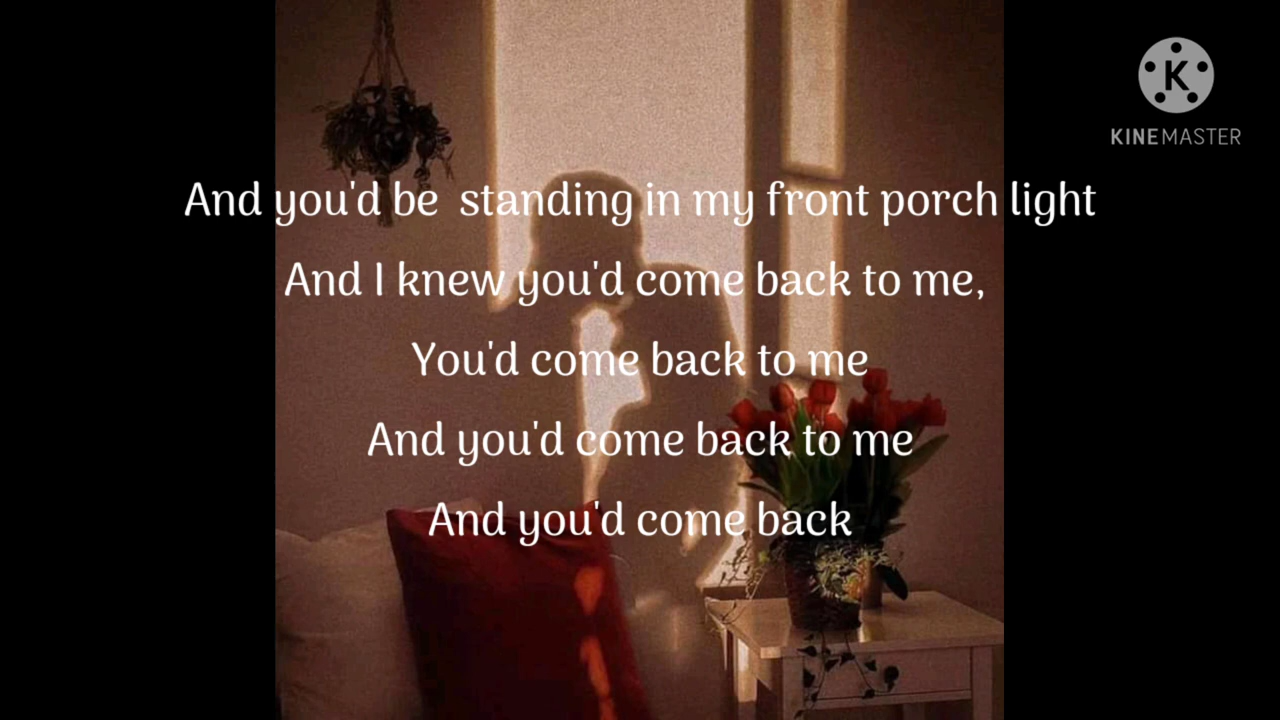 And you'd be  standing in my front porch light
And I knew you'd come back to me,
You'd come back to me
And you'd come back to me
And you'd come back
K
KINEMASTER